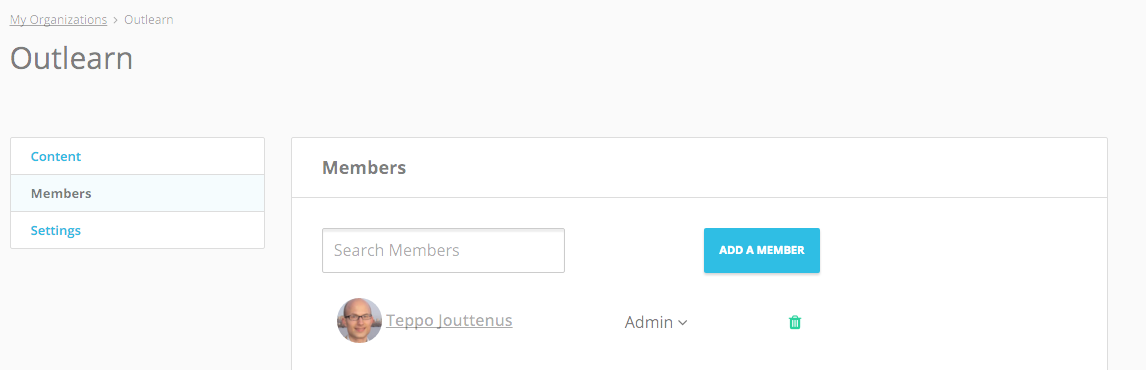 My Organizations › Outlearn
Outlearn
Content
Members
Settings
Members
Search Members
ADD A MEMBER
Teppo Jouttenus
Admin